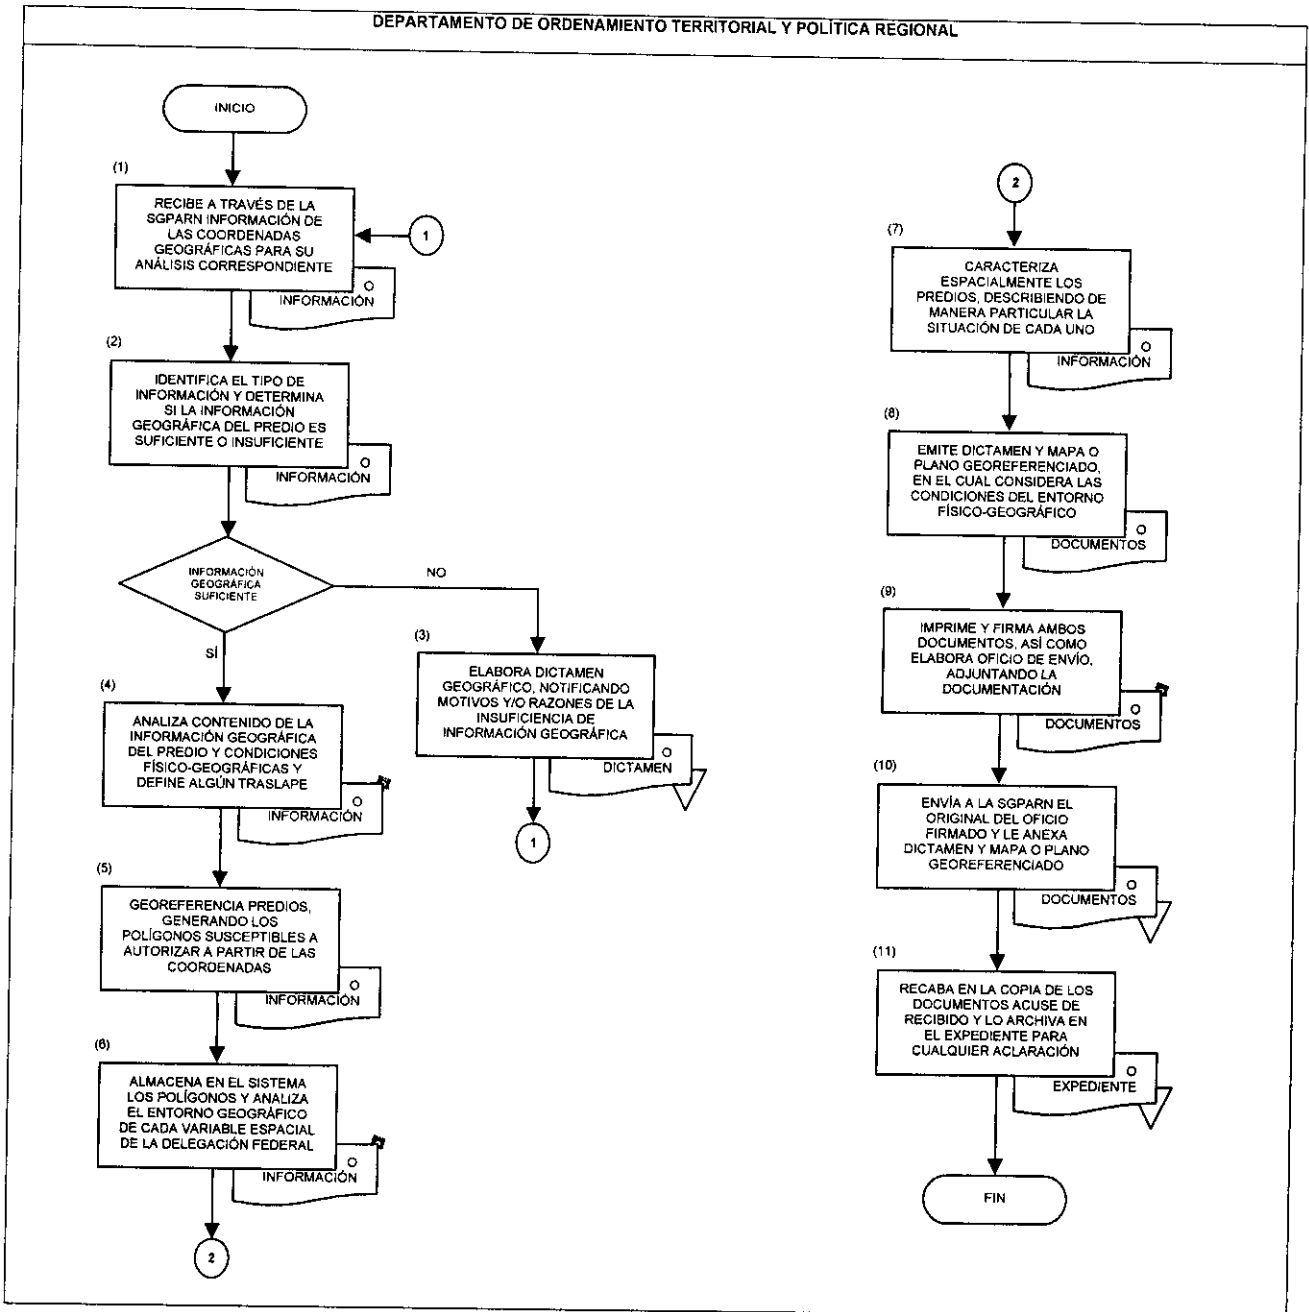 DEPARTAMENTO DE ORDENAMIENTO TERRITORIAL Y POLÍTICA REGIONAL
INICIO
(1)
RECIBE A TRAVÉS DE LA
SGPARN INFORMACIÓN DE
LAS COORDENADAS
GEOGRÁFICAS PARA SU
ANÁLISIS CORRESPONDIENTE
1
O
INFORMACIÓN
(2)
IDENTIFICA EL TIPO DE
INFORMACIÓN Y DETERMINA
SI LA INFORMACIÓN
GEOGRÁFICA DEL PREDIO ES
SUFICIENTE O INSUFICIENTE
O
INFORMACIÓN
INFORMACIÓN
GEOGRÁFICA
SUFICIENTE
NO
SÍ
(3)
ELABORA DICTAMEN
GEOGRÁFICO, NOTIFICANDO
MOTIVOS Y/O RAZONES DE LA
INSUFICIENCIA DE
INFORMACIÓN GEOGRÁFICA
O
DICTAMEN
1
(4)
ANALIZA CONTENIDO DE LA
INFORMACIÓN GEOGRÁFICA
DEL PREDIO Y CONDICIONES
FÍSICO-GEOGRÁFICAS Y
DEFINE ALGÚN TRASLAPE
O
INFORMACIÓN
(5)
GEOREFERENCIA PREDIOS,
GENERANDO LOS
POLÍGONOS SUSCEPTIBLES A
AUTORIZAR A PARTIR DE LAS
COORDENADAS
O
INFORMACIÓN
(6)
ALMACENA EN EL SISTEMA
LOS POLÍGONOS Y ANALIZA
EL ENTORNO GEOGRÁFICO
DE CADA VARIABLE ESPACIAL
DE LA DELEGACIÓN FEDERAL
O
INFORMACIÓN
2
2
(7)
CARACTERIZA
ESPACIALMENTE LOS
PREDIOS, DESCRIBIENDO DE
MANERA PARTICULAR LA
SITUACIÓN DE CADA UNO
O
INFORMACIÓN
(8)
EMITE DICTAMEN Y MAPA O
PLANO GEOREFERENCIADO,
EN EL CUAL CONSIDERA LAS
CONDICIONES DEL ENTORNO
FÍSICO-GEOGRÁFICO
O
DOCUMENTOS
(9)
IMPRIME Y FIRMA AMBOS
DOCUMENTOS, ASÍ COMO
ELABORA OFICIO DE ENVÍO,
ADJUNTANDO LA
DOCUMENTACIÓN
O
DOCUMENTOS
(10)
ENVÍA A LA SGPARN EL
ORIGINAL DEL OFICIO
FIRMADO Y LE ANEXA
DICTAMEN Y MAPA O PLANO
GEOREFERENCIADO
O
DOCUMENTOS
(11)
RECABA EN LA COPIA DE LOS
DOCUMENTOS ACUSE DE
RECIBIDO Y LO ARCHIVA EN
EL EXPEDIENTE PARA
CUALQUIER ACLARACIÓN
O
EXPEDIENTE
FIN